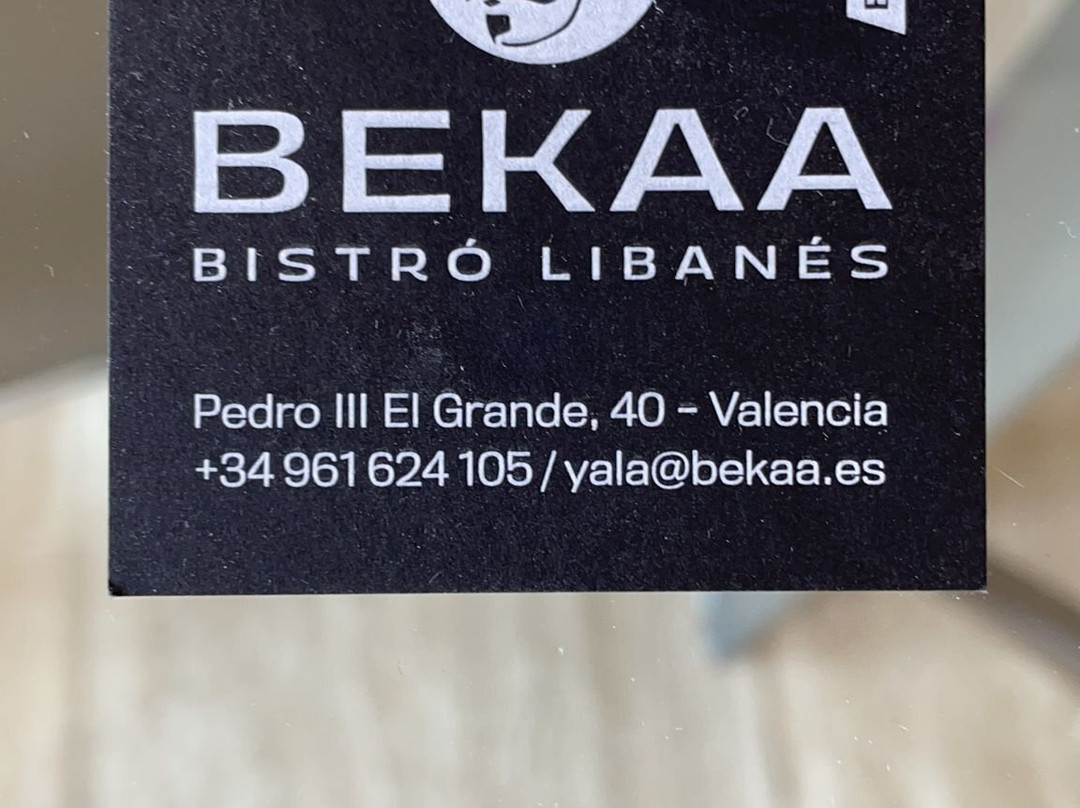 BEKAA
BISTRÓ LIBANÉS
Pedro III El Grande, 40 - Valencia
+34 961 624 105 / yala@bekaa.es